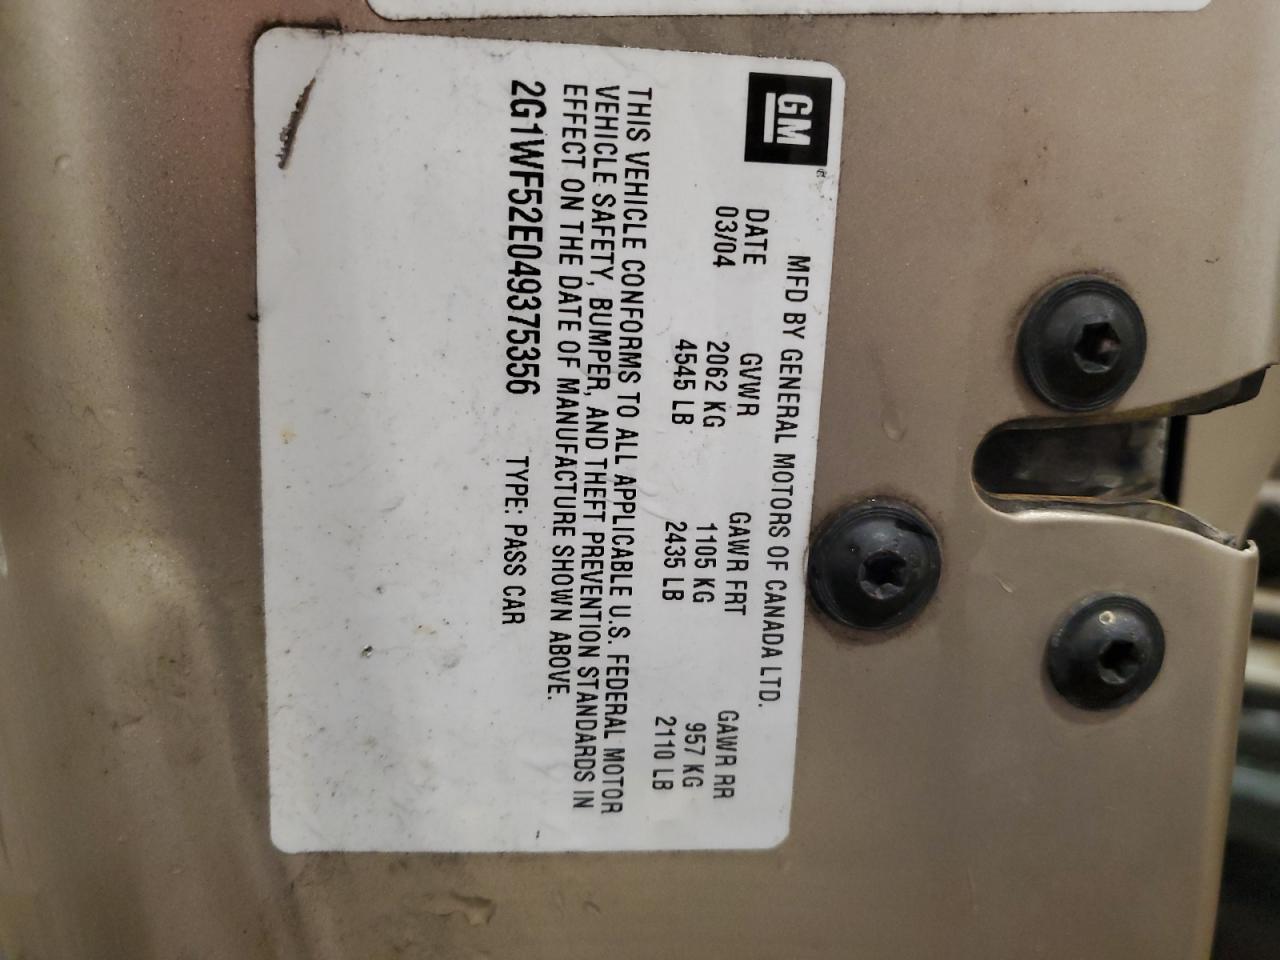 GM
MFD BY GENERAL MOTORS OF CANADA LTD.
DATE GVWR GAWR FRT GAWR RR
03/04 2062 KG 1105 KG 957 KG
4545 LB 2435 LB 2110 LB
THIS VEHICLE CONFORMS TO ALL APPLICABLE U.S. FEDERAL MOTOR
VEHICLE SAFETY, BUMPER, AND THEFT PREVENTION STANDARDS IN
EFFECT ON THE DATE OF MANUFACTURE SHOWN ABOVE.
2G1WF52E049375356 TYPE: PASS CAR